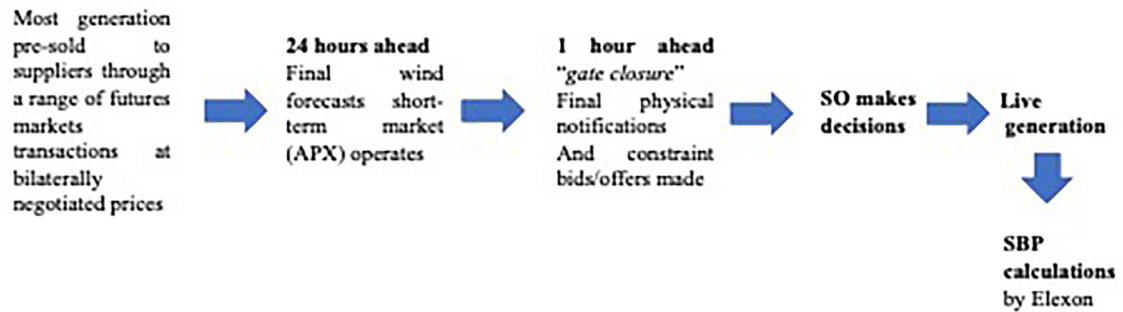 Most generation
pre-sold to
suppliers through
a range of futures
markets
transactions at
bilaterally
negotiated prices
24 hours ahead
Final wind
forecasts short-
term market
(APX) operates
1 hour ahead
“gate closure”
Final physical
notifications
And constraint
bids/offers made
SO makes
decisions
Live
generation
SBP
calculations
by Elexon